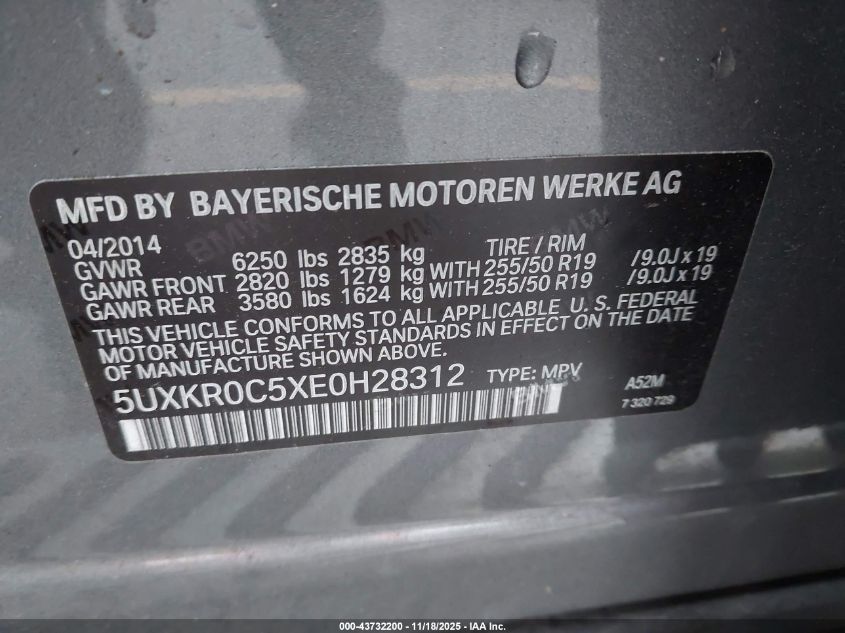 MFD BY BAYERISCHE MOTOREN WERKE AG
04/2014
GVWR 6250 lbs 2835 kg TIRE / RIM
GAWR FRONT 2820 lbs 1279 kg WITH 255/50 R19 /9.0J x 19
GAWR REAR 3580 lbs 1624 kg WITH 255/50 R19 /9.0J x 19
THIS VEHICLE CONFORMS TO ALL APPLICABLE U. S. FEDERAL
MOTOR VEHICLE SAFETY STANDARDS IN EFFECT ON THE DATE
OF MANUFACTURE SHOWN ABOVE.
5UXKR0C5XE0H28312 TYPE: MPV A52M
7 320 729
000-43732200 - 11/18/2025 - IAA Inc.